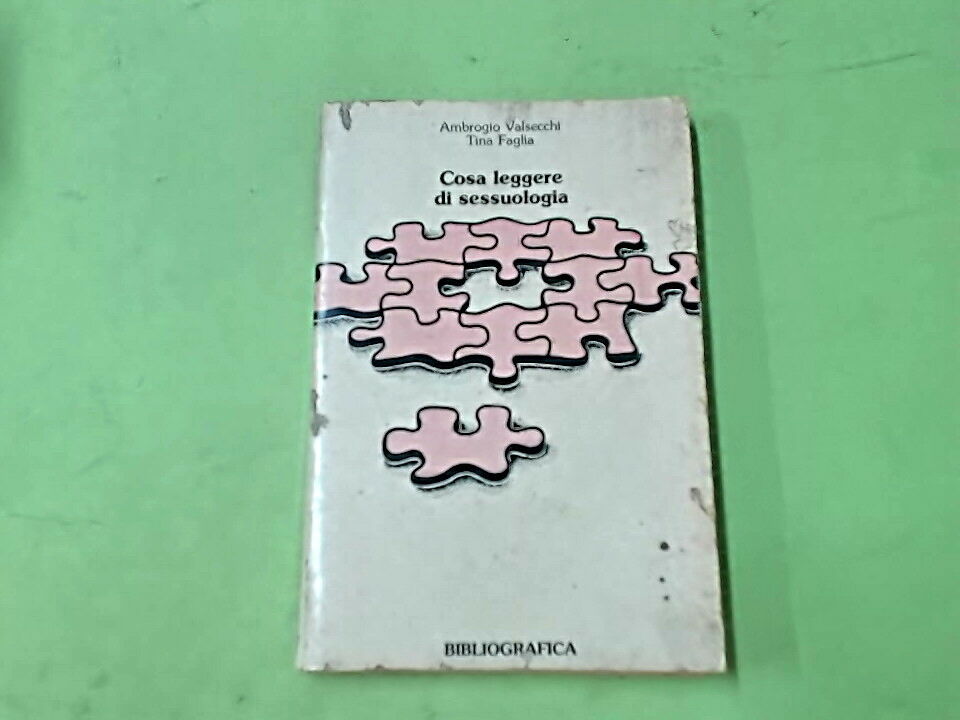 Ambrogio Valsecchi
Tina Faglia
Cosa leggere
di sessuologia
BIBLIOGRAFICA